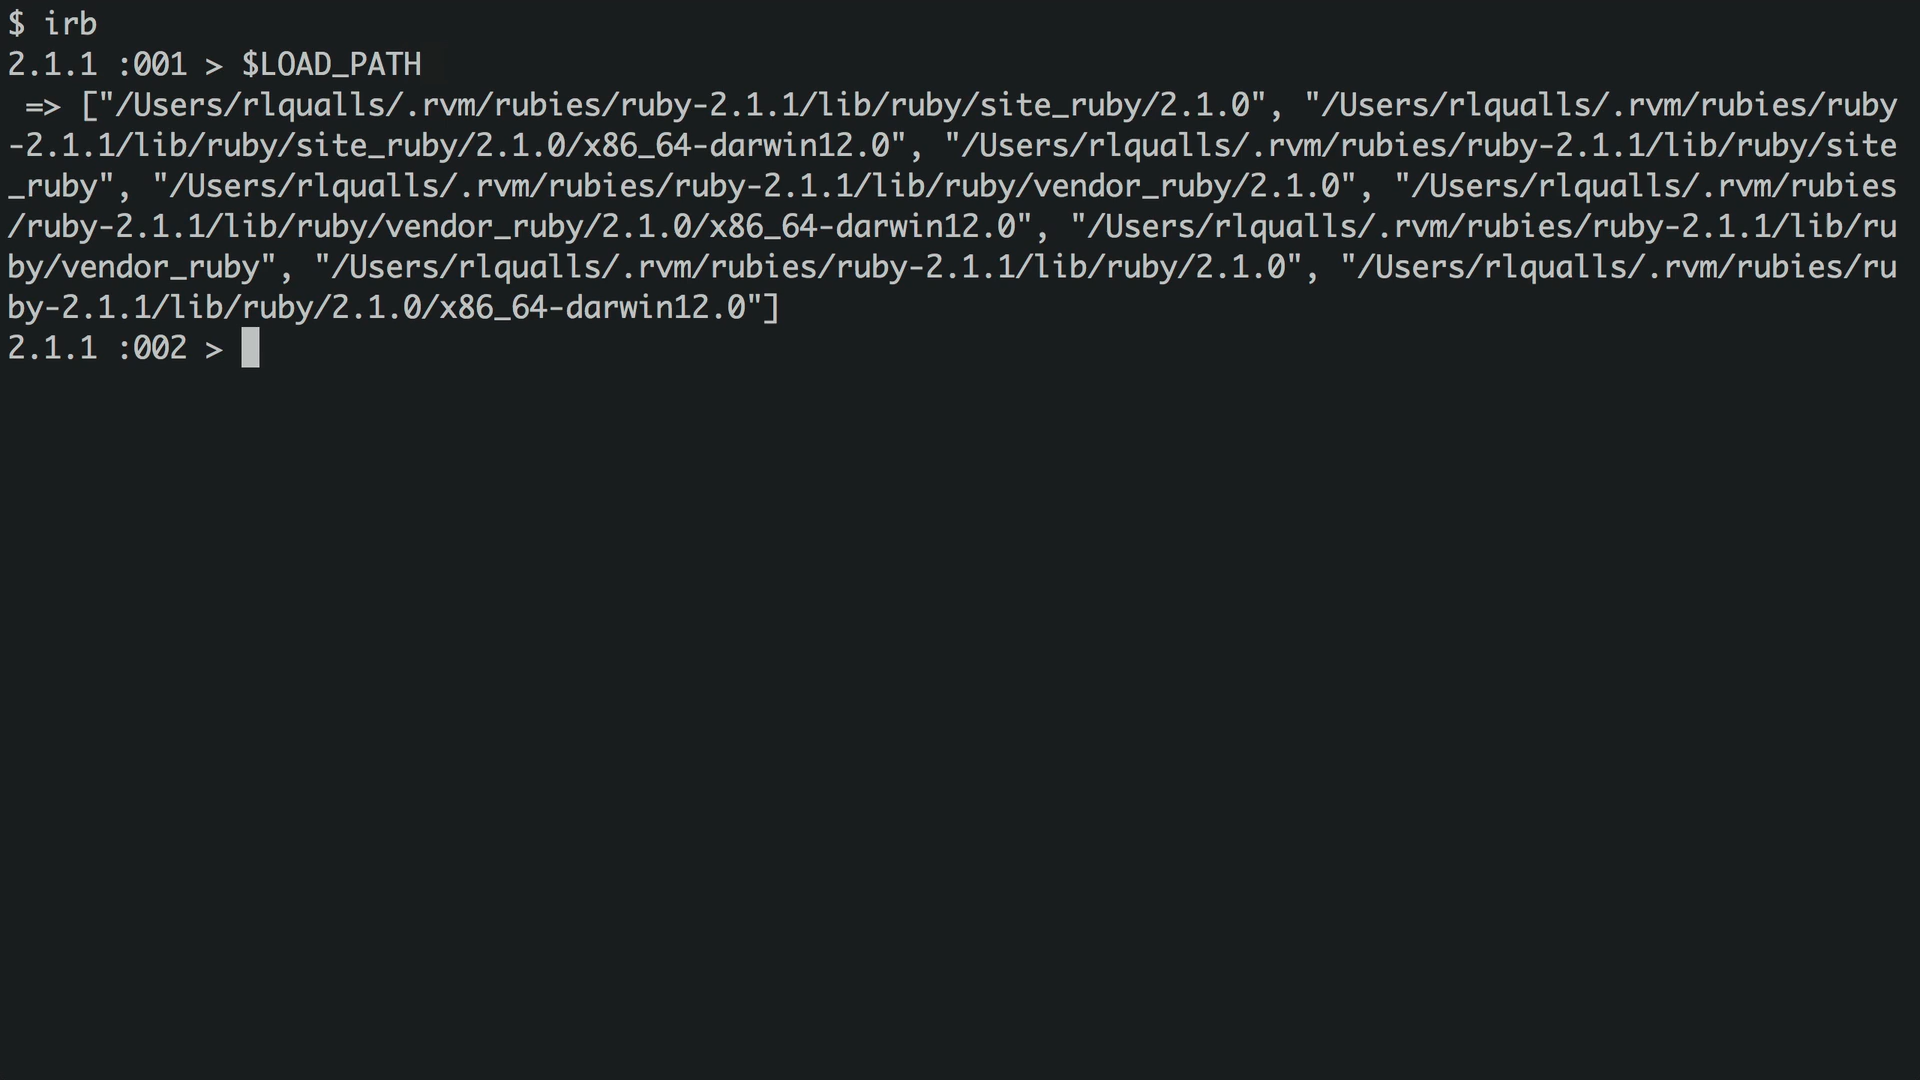 $ irb
2.1.1 :001 > $LOAD_PATH
 => ["/Users/rlqualls/.rvm/rubies/ruby-2.1.1/lib/ruby/site_ruby/2.1.0", "/Users/rlqualls/.rvm/rubies/ruby
-2.1.1/lib/ruby/site_ruby/2.1.0/x86_64-darwin12.0", "/Users/rlqualls/.rvm/rubies/ruby-2.1.1/lib/ruby/site
_ruby", "/Users/rlqualls/.rvm/rubies/ruby-2.1.1/lib/ruby/vendor_ruby/2.1.0", "/Users/rlqualls/.rvm/rubies
/ruby-2.1.1/lib/ruby/vendor_ruby/2.1.0/x86_64-darwin12.0", "/Users/rlqualls/.rvm/rubies/ruby-2.1.1/lib/ru
by/vendor_ruby", "/Users/rlqualls/.rvm/rubies/ruby-2.1.1/lib/ruby/2.1.0", "/Users/rlqualls/.rvm/rubies/ru
by-2.1.1/lib/ruby/2.1.0/x86_64-darwin12.0"]
2.1.1 :002 >